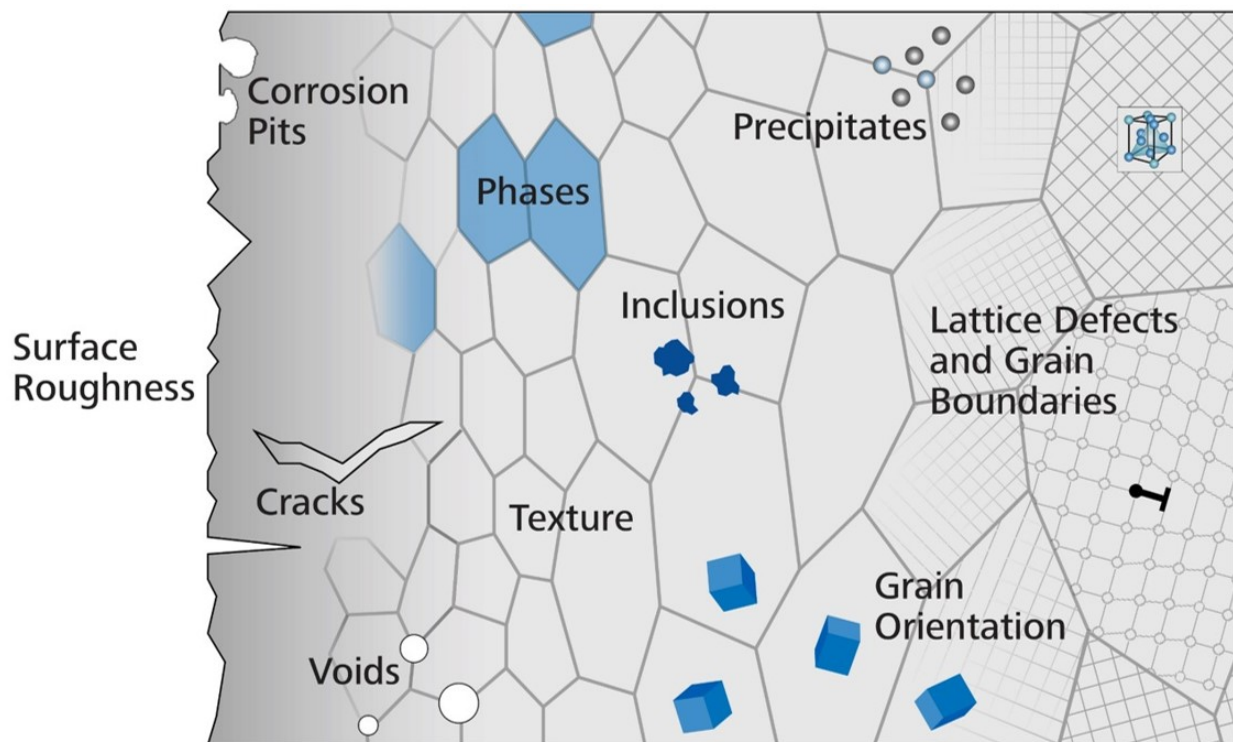 Corrosion
Pits
Precipitates
Phases
Inclusions
Lattice Defects
and Grain
Boundaries
Surface
Roughness
Cracks
Texture
Grain
Orientation
Voids